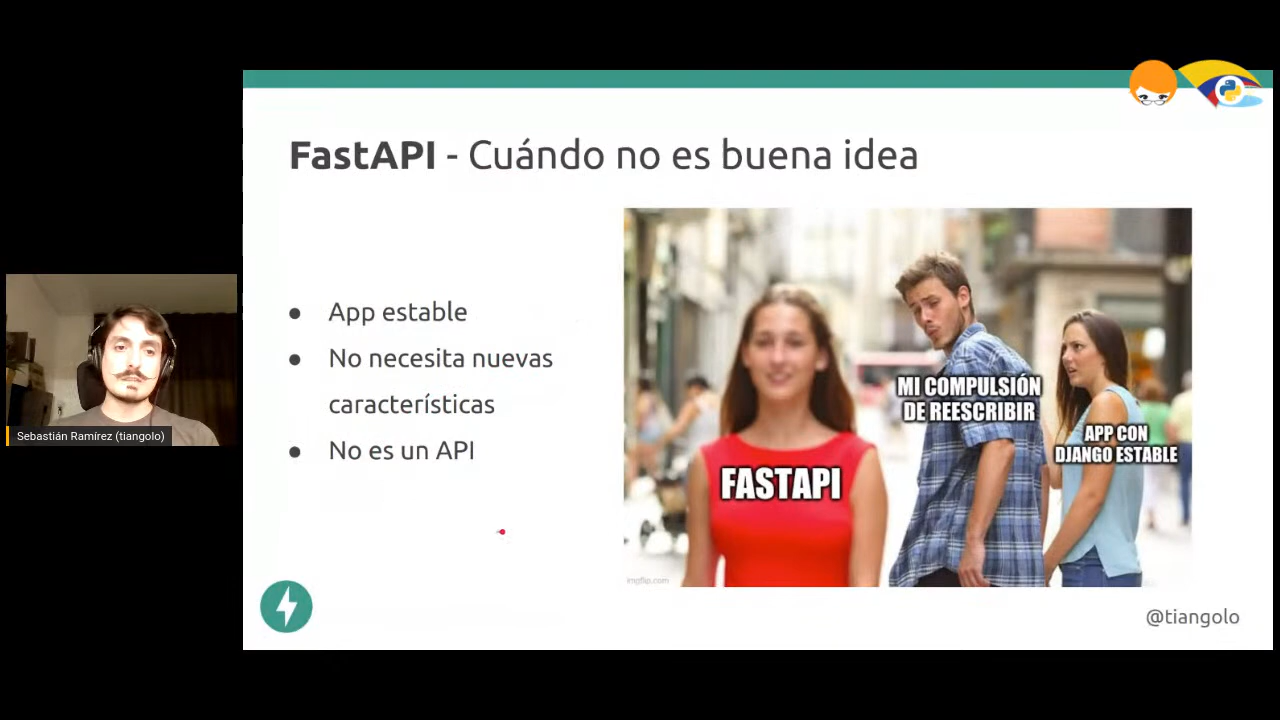 FastAPI - Cuándo no es buena idea
● App estable
● No necesita nuevas
características
● No es un API
MI COMPULSIÓN
DE REESCRIBIR
APP CON
DJANGO ESTABLE
FASTAPI
imgflip.com
@tiangolo
Sebastián Ramírez (tiangolo)